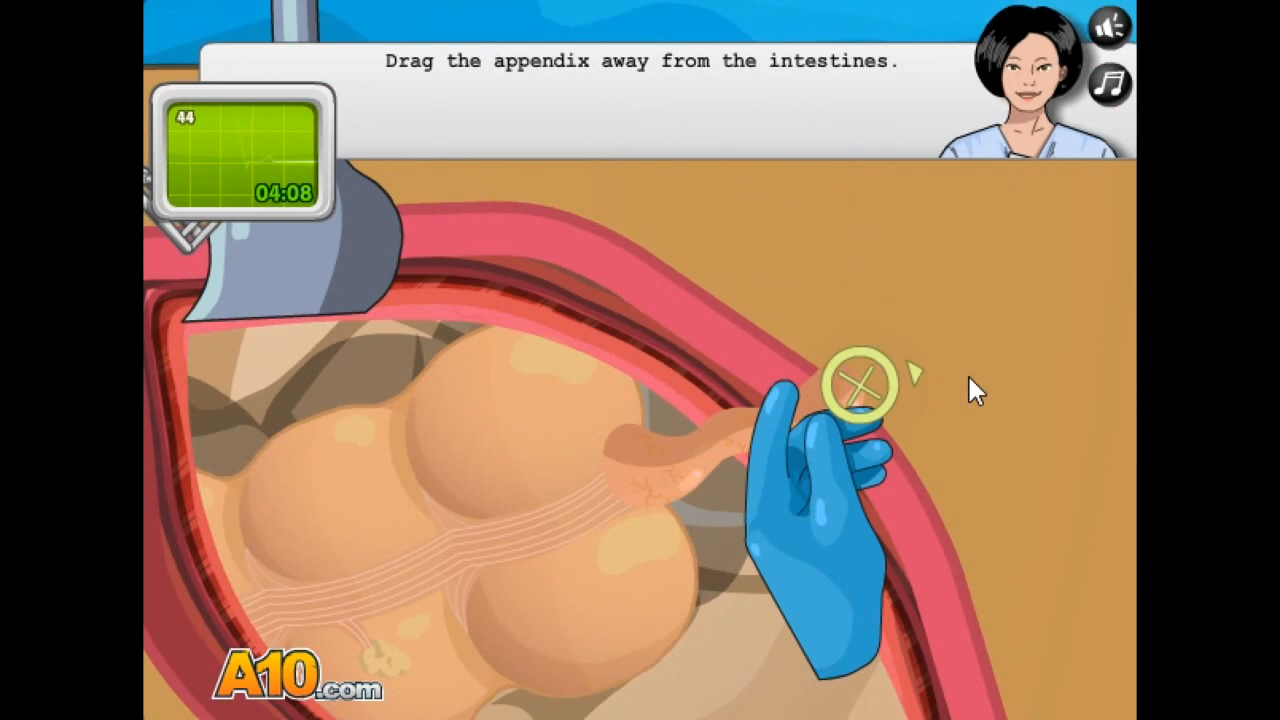 Drag the appendix away from the intestines.
44
04:08
A10.com